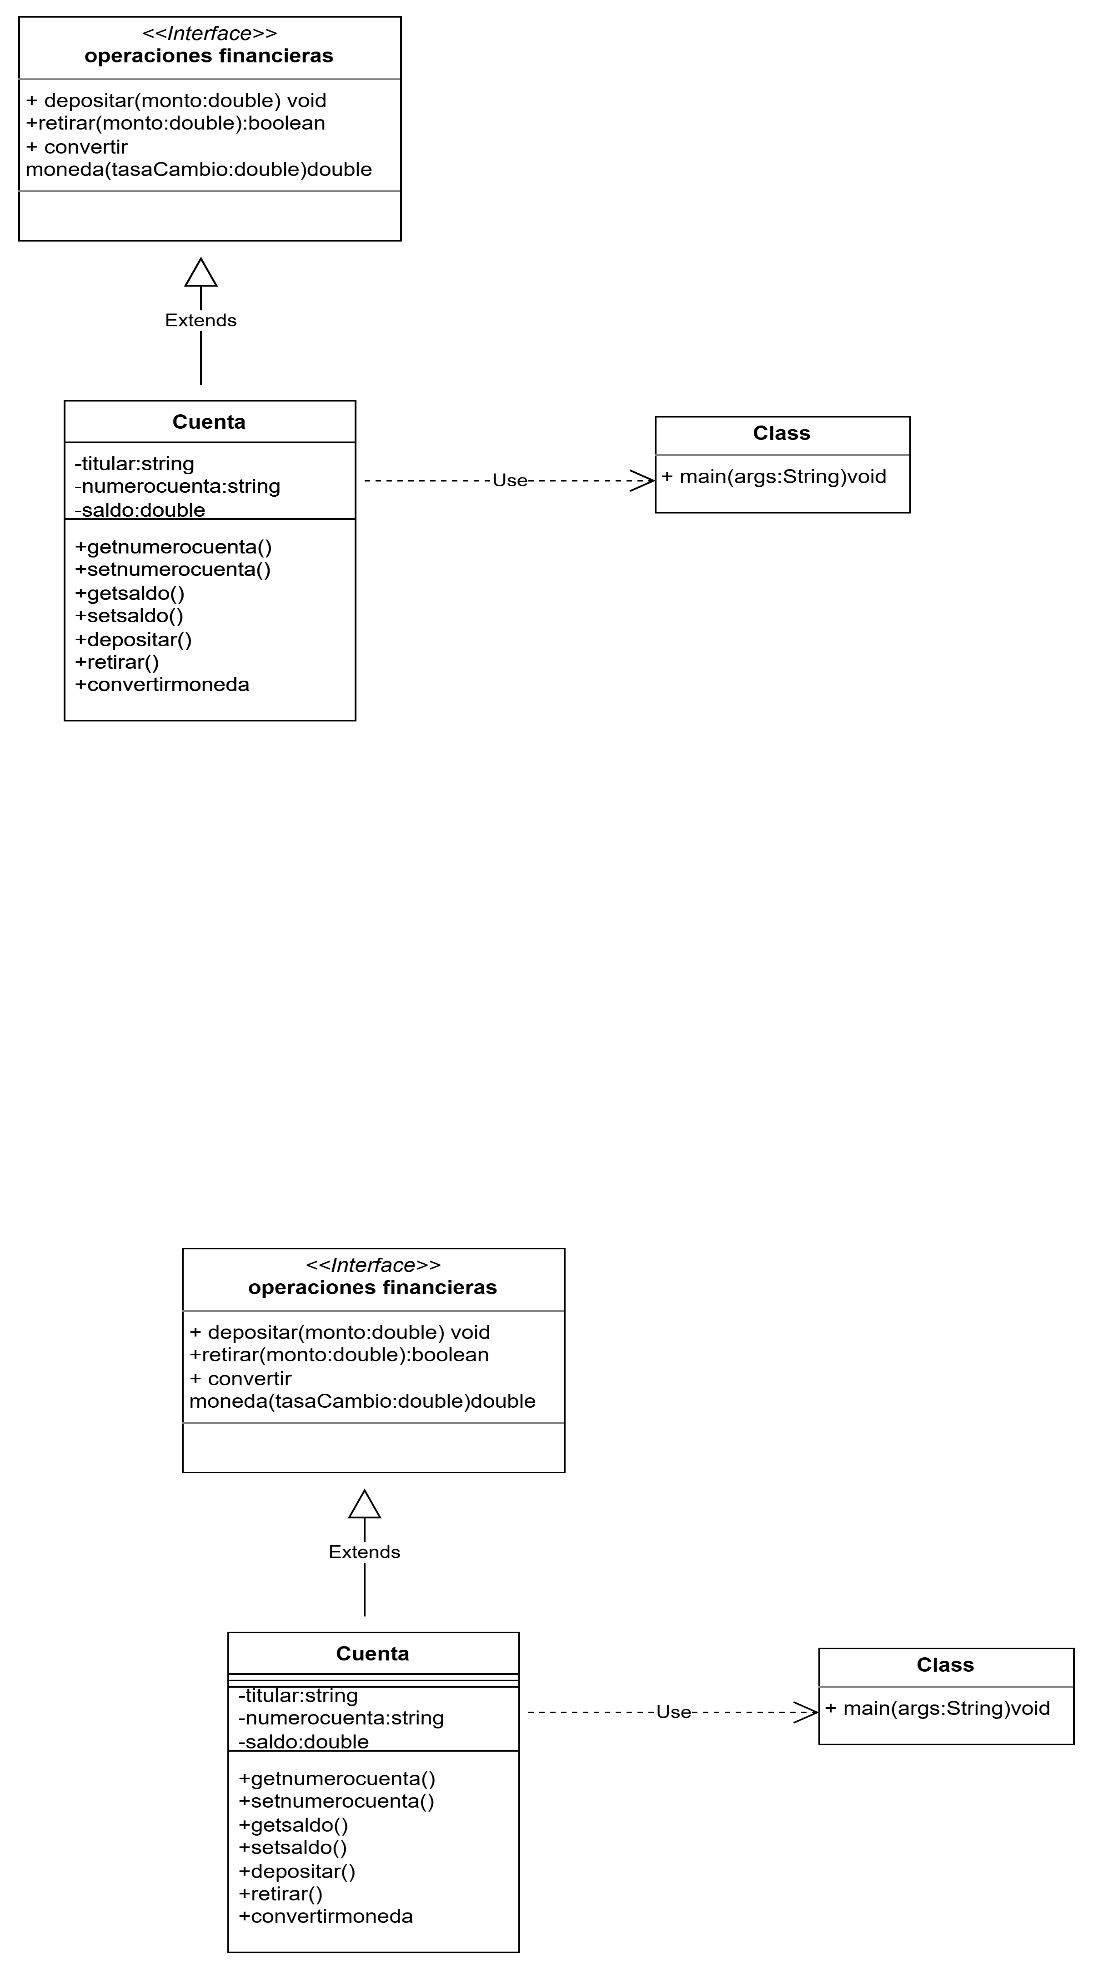 <<Interface>>
operaciones financieras
+ depositar(monto:double) void
+retirar(monto:double):boolean
+ convertir
moneda(tasaCambio:double)double
Extends
Cuenta
-titular:string
-numerocuenta:string
-saldo:double
+getnumerocuenta()
+setnumerocuenta()
+getsaldo()
+setsaldo()
+depositar()
+retirar()
+convertirmoneda
Use
Class
+ main(args:String)void
<<Interface>>
operaciones financieras
+ depositar(monto:double) void
+retirar(monto:double):boolean
+ convertir
moneda(tasaCambio:double)double
Extends
Cuenta
-titular:string
-numerocuenta:string
-saldo:double
+getnumerocuenta()
+setnumerocuenta()
+getsaldo()
+setsaldo()
+depositar()
+retirar()
+convertirmoneda
Use
Class
+ main(args:String)void